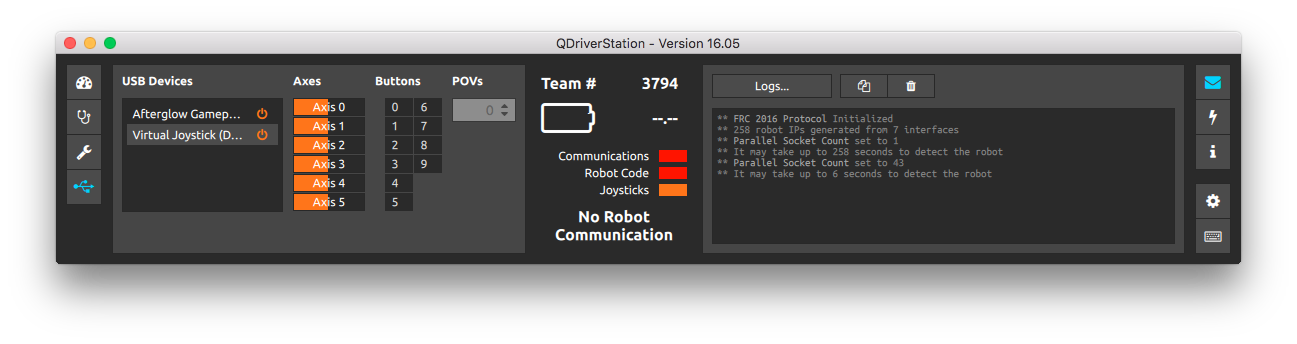 QDriverStation - Version 16.05
USB Devices
Afterglow Gamep...
Virtual Joystick (D...
Axes
Axis 0
Axis 1
Axis 2
Axis 3
Axis 4
Axis 5
Buttons
0 6
1 7
2 8
3 9
4
5
POVs
0
Team # 3794
--.--
Communications
Robot Code
Joysticks
No Robot
Communication
Logs...
** FRC 2016 Protocol Initialized
** 258 robot IPs generated from 7 interfaces
** Parallel Socket Count set to 1
** It may take up to 258 seconds to detect the robot
** Parallel Socket Count set to 43
** It may take up to 6 seconds to detect the robot